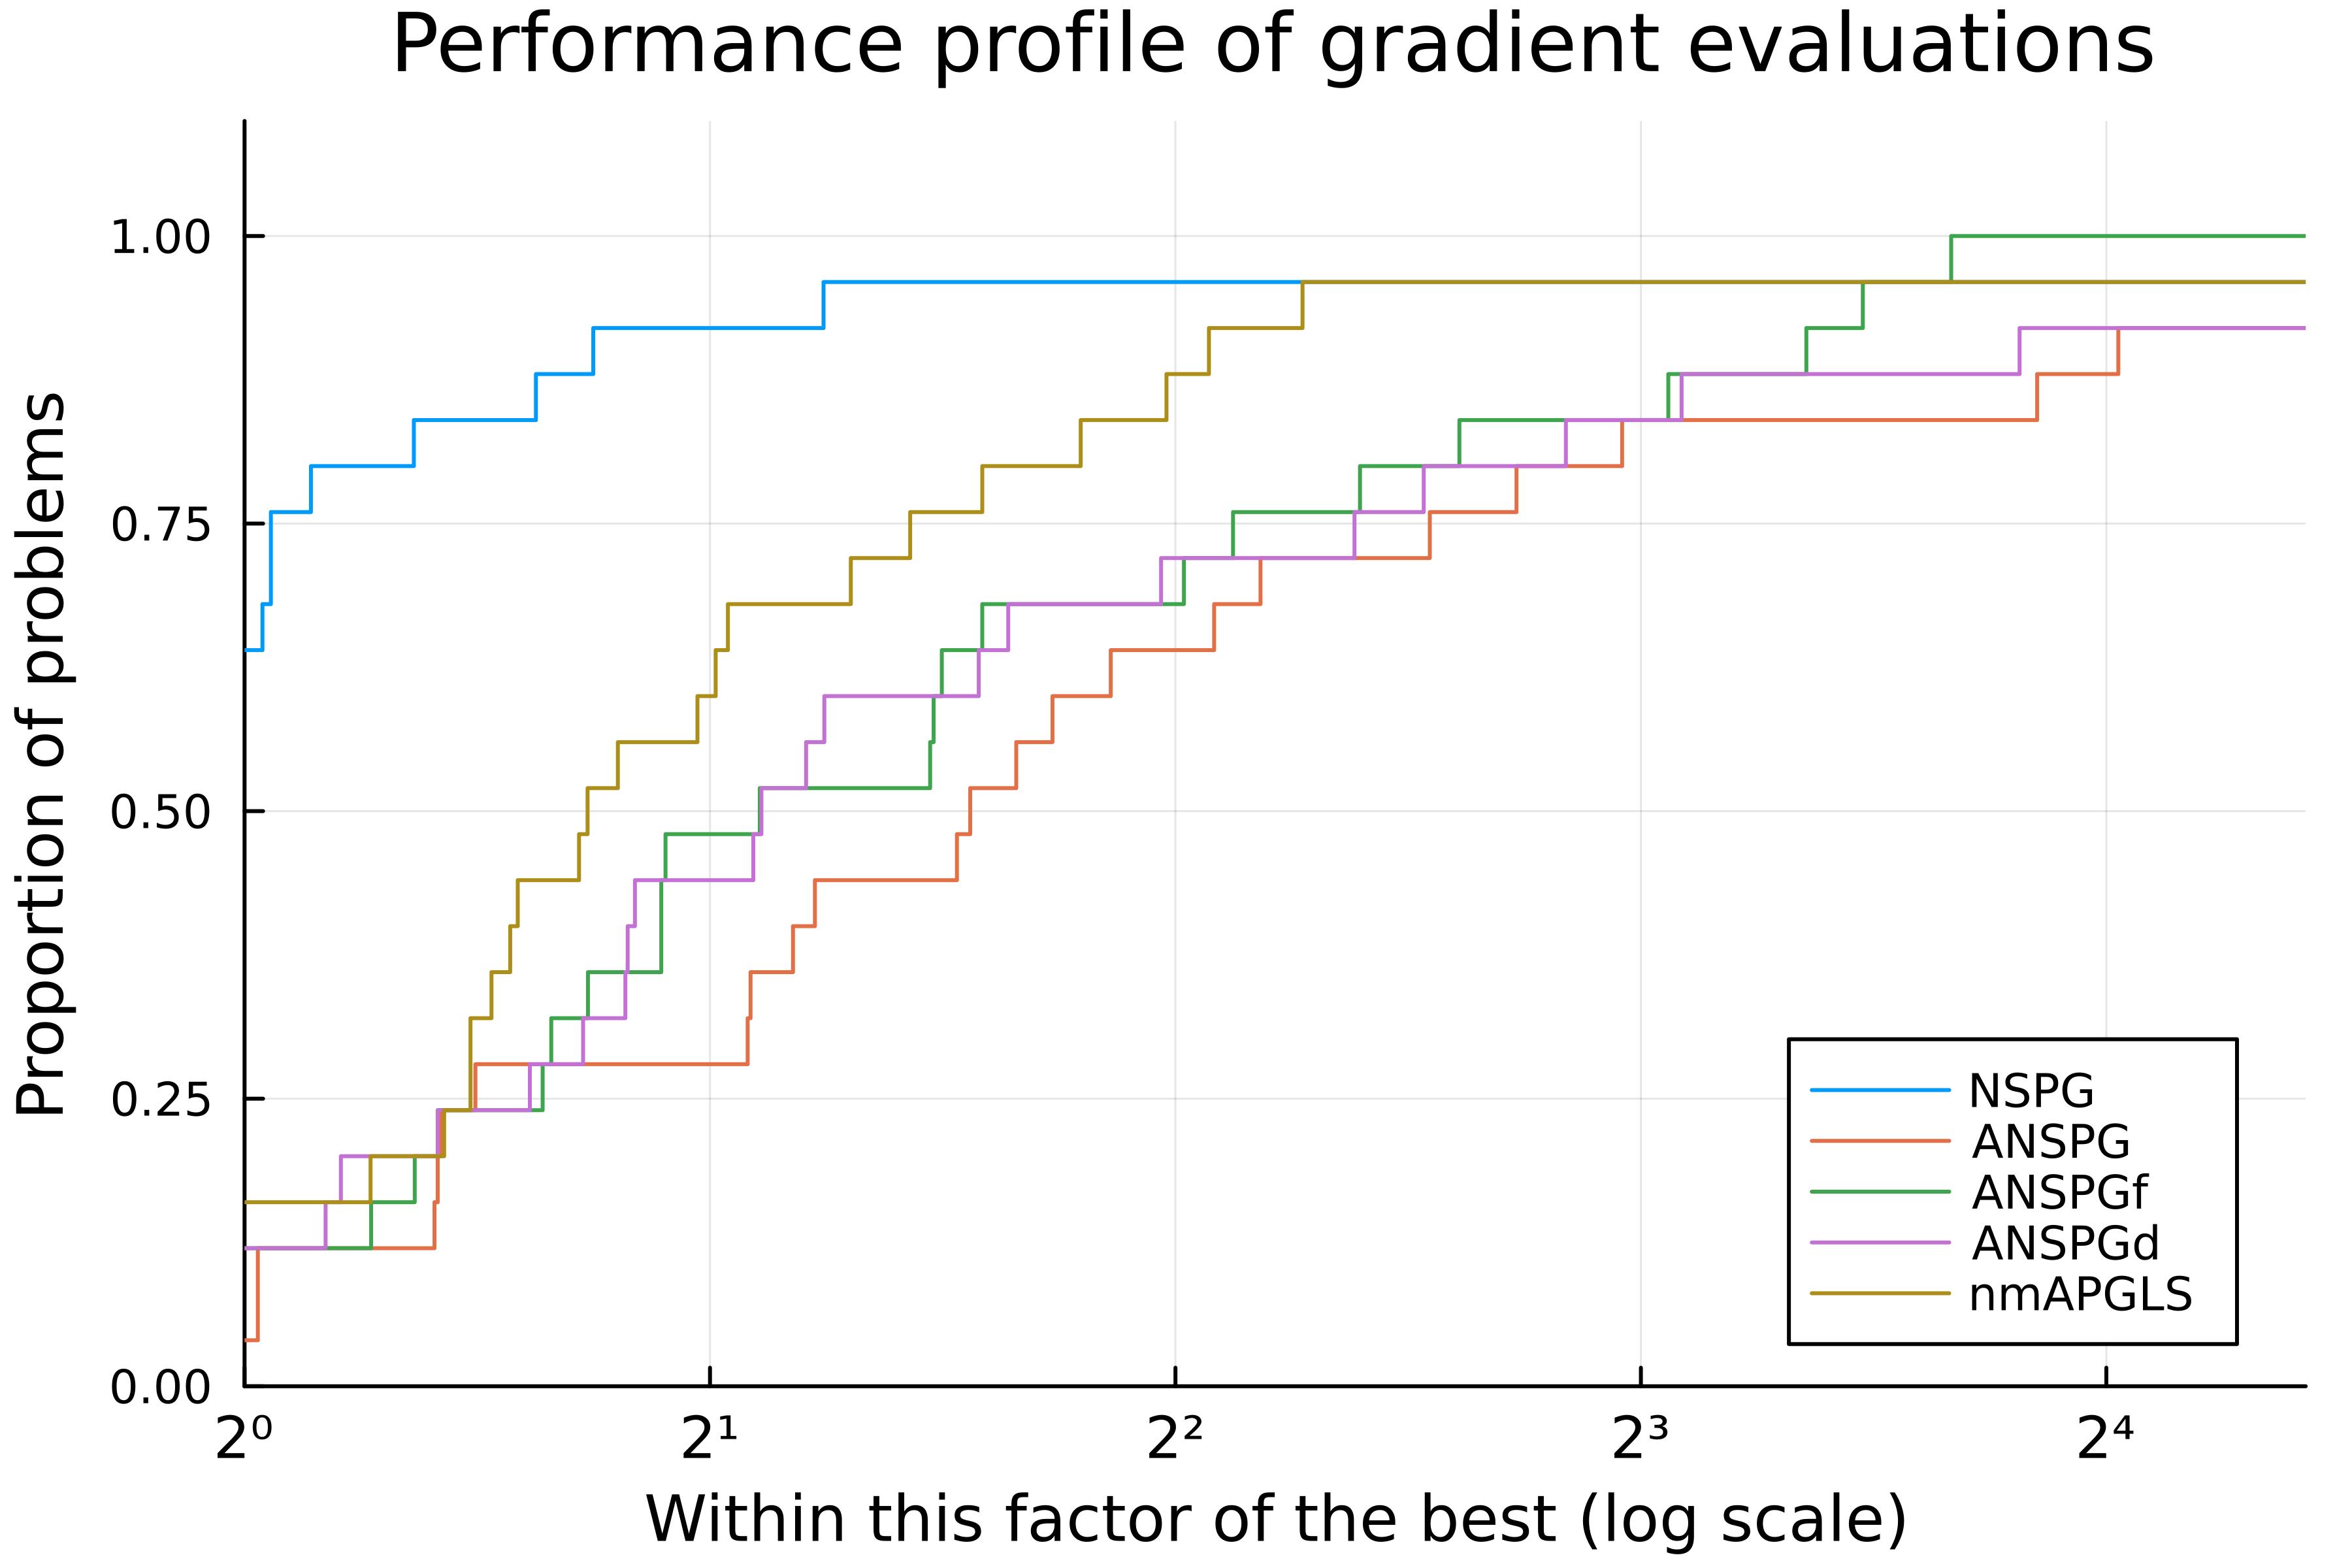 Performance profile of gradient evaluations
Proportion of problems
1.00
0.75
0.50
0.25
0.00
2⁰ 2¹ 2² 2³ 2⁴
Within this factor of the best (log scale)
NSPG
ANSPG
ANSPGf
ANSPGd
nmAPGLS